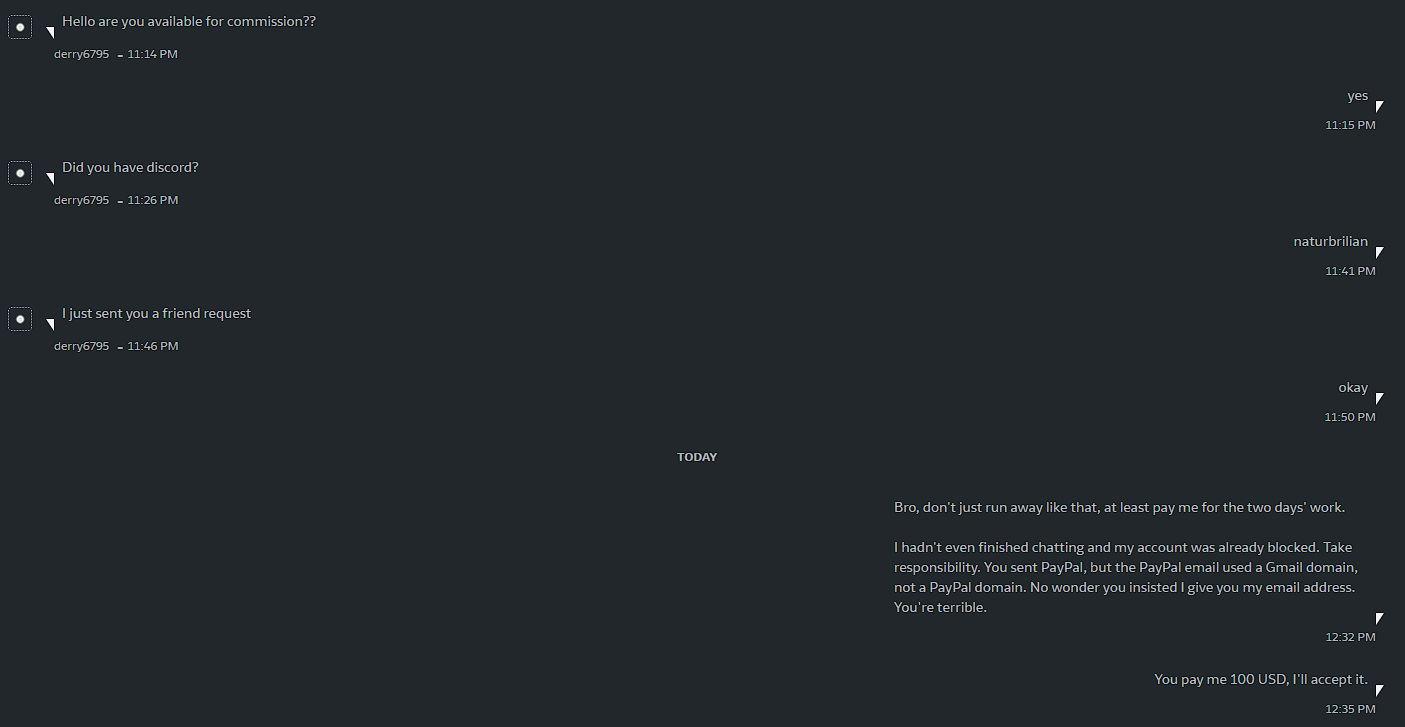 Hello are you available for commission??
derry6795 - 11:14 PM
yes
11:15 PM
Did you have discord?
derry6795 - 11:26 PM
naturbrilian
11:41 PM
I just sent you a friend request
derry6795 - 11:46 PM
okay
11:50 PM
TODAY
Bro, don't just run away like that, at least pay me for the two days' work.
I hadn't even finished chatting and my account was already blocked. Take
responsibility. You sent PayPal, but the PayPal email used a Gmail domain,
not a PayPal domain. No wonder you insisted I give you my email address.
You're terrible.
12:32 PM
You pay me 100 USD, I'll accept it.
12:35 PM